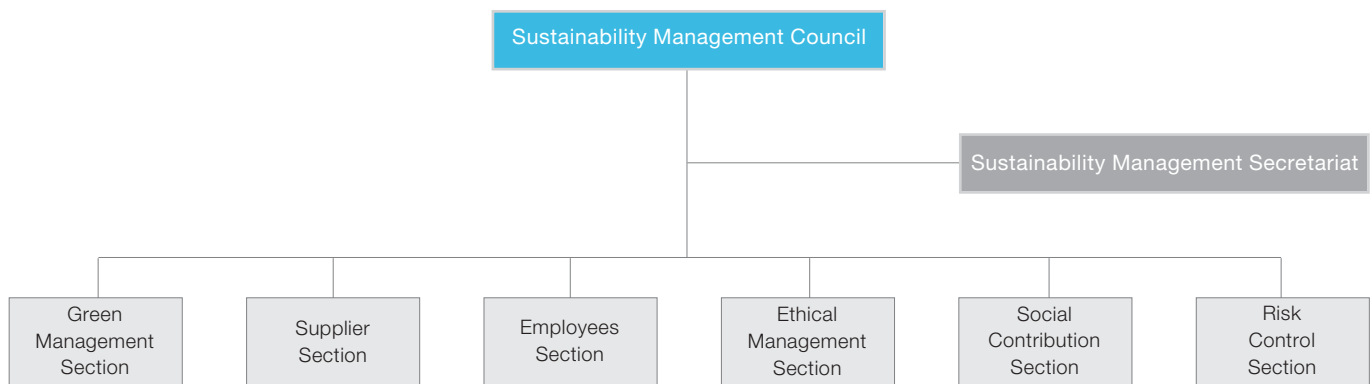 Sustainability Management Council
Sustainability Management Secretariat
Green
Management
Section
Supplier
Section
Employees
Section
Ethical
Management
Section
Social
Contribution
Section
Risk
Control
Section